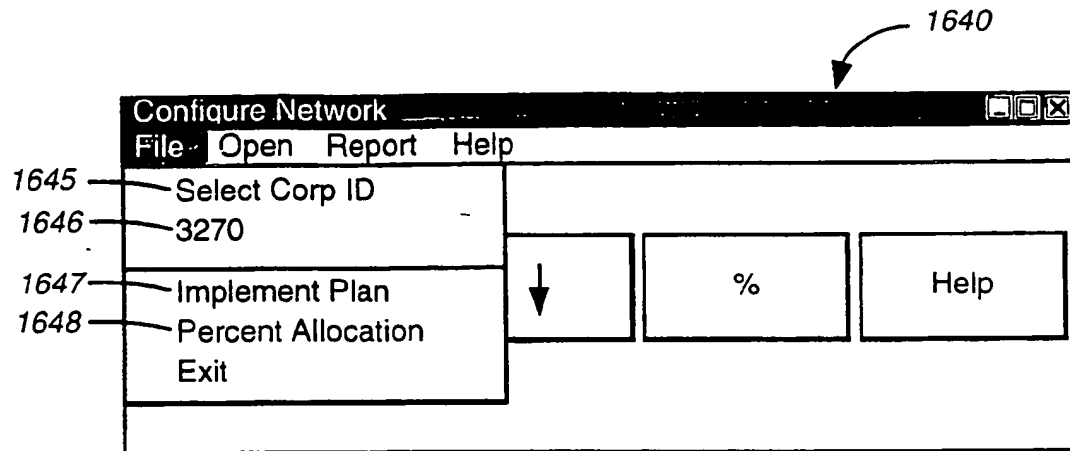 1640
Configure Network
File Open Report Help
1645 Select Corp ID
1646 3270
1647 Implement Plan
1648 Percent Allocation
Exit
% Help